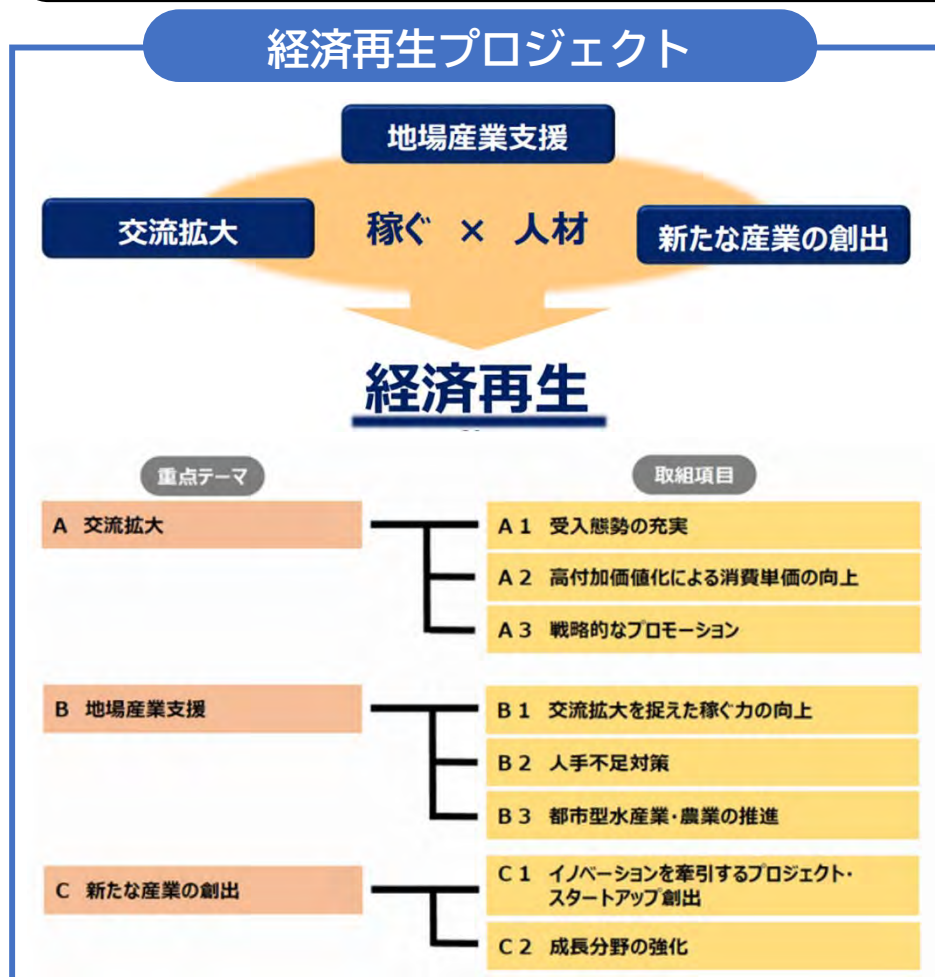 経済再生プロジェクト
地場産業支援
交流拡大
稼ぐ × 人材
新たな産業の創出
経済再生
重点テーマ
取組項目
A 交流拡大
A1 受入態勢の充実
A2 高付加価値化による消費単価の向上
A3 戦略的なプロモーション
B 地場産業支援
B1 交流拡大を捉えた稼ぐ力の向上
B2 人手不足対策
B3 都市型水産業・農業の推進
C 新たな産業の創出
C1 イノベーションを牽引するプロジェクト・
スタートアップ創出
C2 成長分野の強化